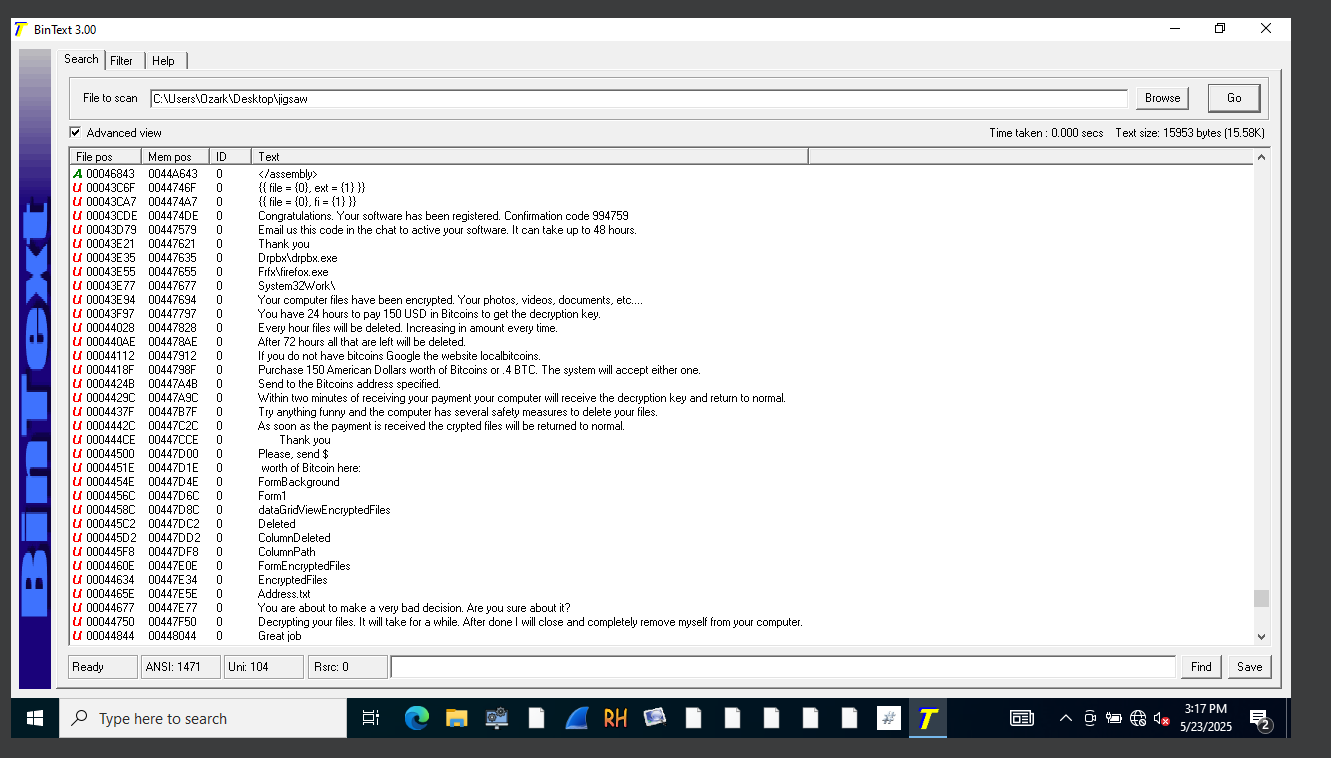 BinText 3.00
Search Filter Help
File to scan C:\Users\Ozark\Desktop\jigsaw Browse Go
Advanced view Time taken : 0.000 secs Text size: 15953 bytes (15.58K)
File pos Mem pos ID Text
A 00046843 0044A643 0 </assembly>
U 00043C6F 0044746F 0 {{ file = {0}, ext = {1} }}
U 00043CA7 004474A7 0 {{ file = {0}, fi = {1} }}
U 00043CDE 004474DE 0 Congratulations. Your software has been registered. Confirmation code 994759
U 00043D79 00447579 0 Email us this code in the chat to active your software. It can take up to 48 hours.
U 00043E21 00447621 0 Thank you
U 00043E35 00447635 0 Drpbx\drpbx.exe
U 00043E55 00447655 0 Frfx\firefox.exe
U 00043E77 00447677 0 System32Work\
U 00043E94 00447694 0 Your computer files have been encrypted. Your photos, videos, documents, etc....
U 00043F97 00447797 0 You have 24 hours to pay 150 USD in Bitcoins to get the decryption key.
U 00044028 00447828 0 Every hour files will be deleted. Increasing in amount every time.
U 000440AE 004478AE 0 After 72 hours all that are left will be deleted.
U 00044112 00447912 0 If you do not have bitcoins Google the website localbitcoins.
U 0004418F 0044798F 0 Purchase 150 American Dollars worth of Bitcoins or .4 BTC. The system will accept either one.
U 0004424B 00447A4B 0 Send to the Bitcoins address specified.
U 0004429C 00447A9C 0 Within two minutes of receiving your payment your computer will receive the decryption key and return to normal.
U 0004437F 00447B7F 0 Try anything funny and the computer has several safety measures to delete your files.
U 0004442C 00447C2C 0 As soon as the payment is received the crypted files will be returned to normal.
U 000444CE 00447CCE 0 Thank you
U 00044500 00447D00 0 Please, send $
U 0004451E 00447D1E 0 worth of Bitcoin here:
U 0004454E 00447D4E 0 FormBackground
U 0004456C 00447D6C 0 Form1
U 0004458C 00447D8C 0 dataGridViewEncryptedFiles
U 000445C2 00447DC2 0 Deleted
U 000445D2 00447DD2 0 ColumnDeleted
U 000445F8 00447DF8 0 ColumnPath
U 0004460E 00447E0E 0 FormEncryptedFiles
U 00044634 00447E34 0 EncryptedFiles
U 0004465E 00447E5E 0 Address.txt
U 00044677 00447E77 0 You are about to make a very bad decision. Are you sure about it?
U 00044750 00447F50 0 Decrypting your files. It will take for a while. After done I will close and completely remove myself from your computer.
U 00044844 00448044 0 Great job
BinText
Ready ANSI: 1471 Uni: 104 Rsrc: 0 Find Save
Type here to search RH # T 3:17 PM
5/23/2025 2